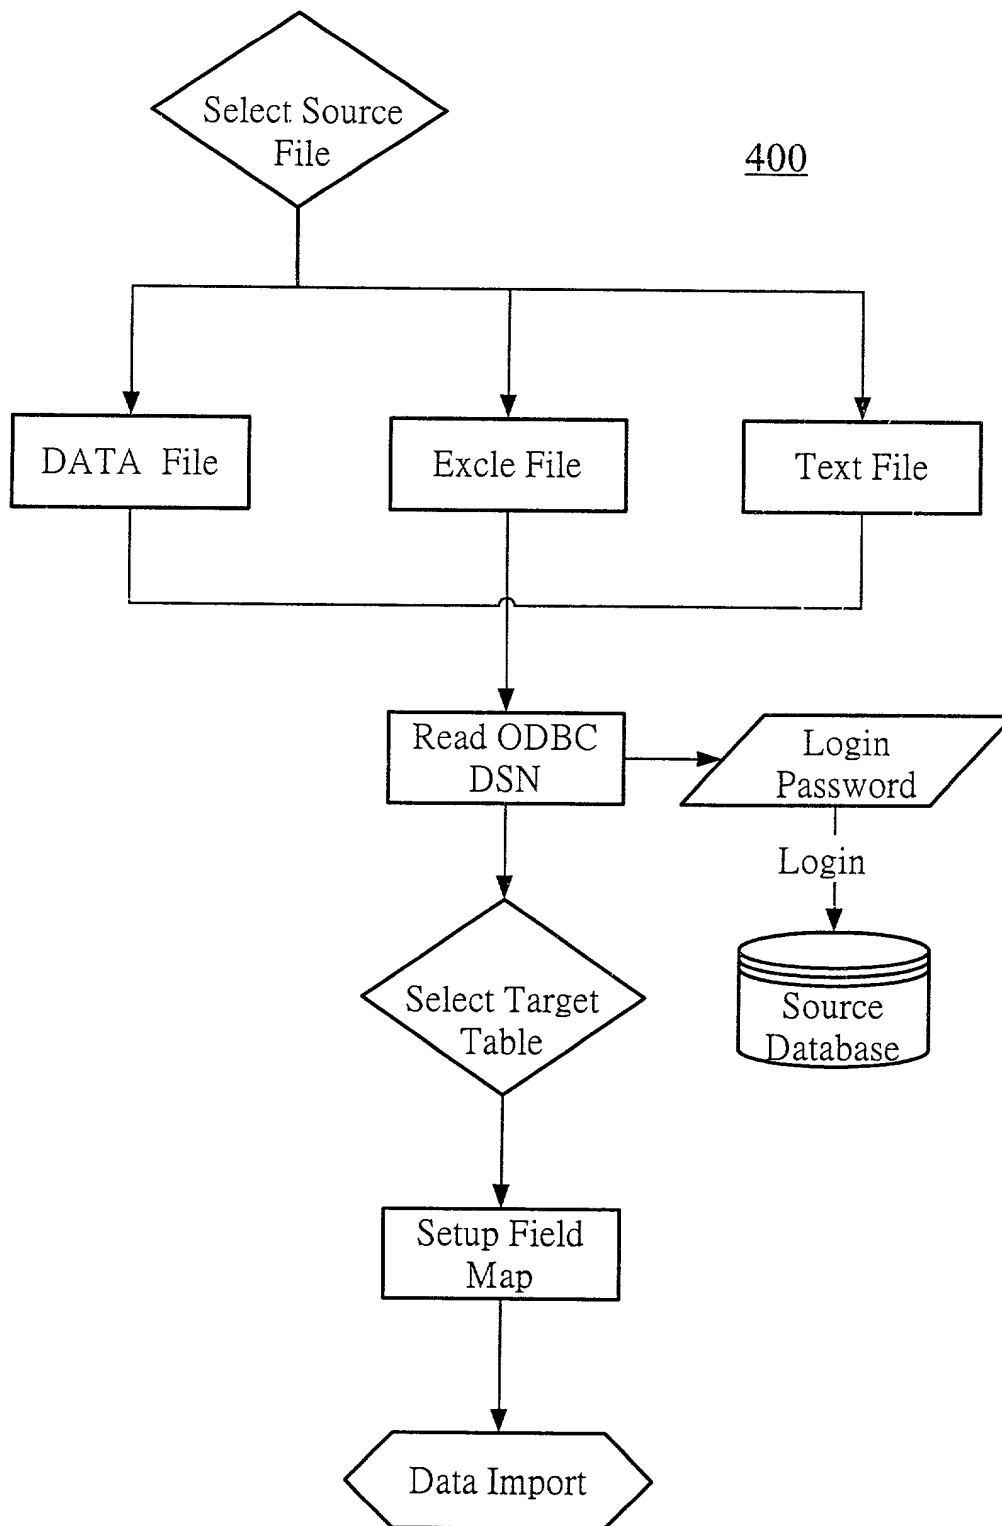 Select Source
File
400
DATA File
Excle File
Text File
Read ODBC
DSN
Login
Password
Login
Select Target
Table
Source
Database
Setup Field
Map
Data Import